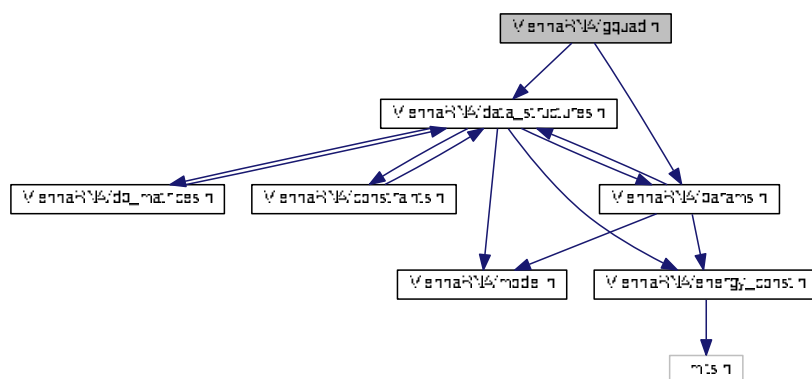 ViennaRNA/gquad.h
ViennaRNA/data_structures.h
ViennaRNA/dp_matrices.h
ViennaRNA/constraints.h
ViennaRNA/params.h
ViennaRNA/model.h
ViennaRNA/energy_const.h
limits.h